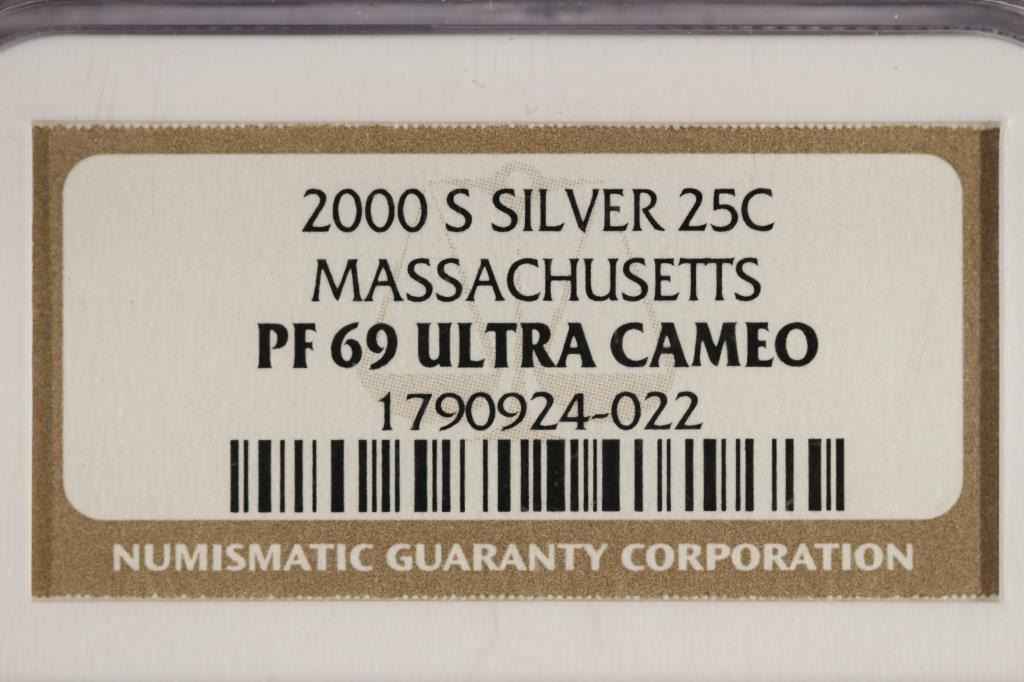 2000 S SILVER 25C
MASSACHUSETTS
PF 69 ULTRA CAMEO
1790924-022
NUMISMATIC GUARANTY CORPORATION